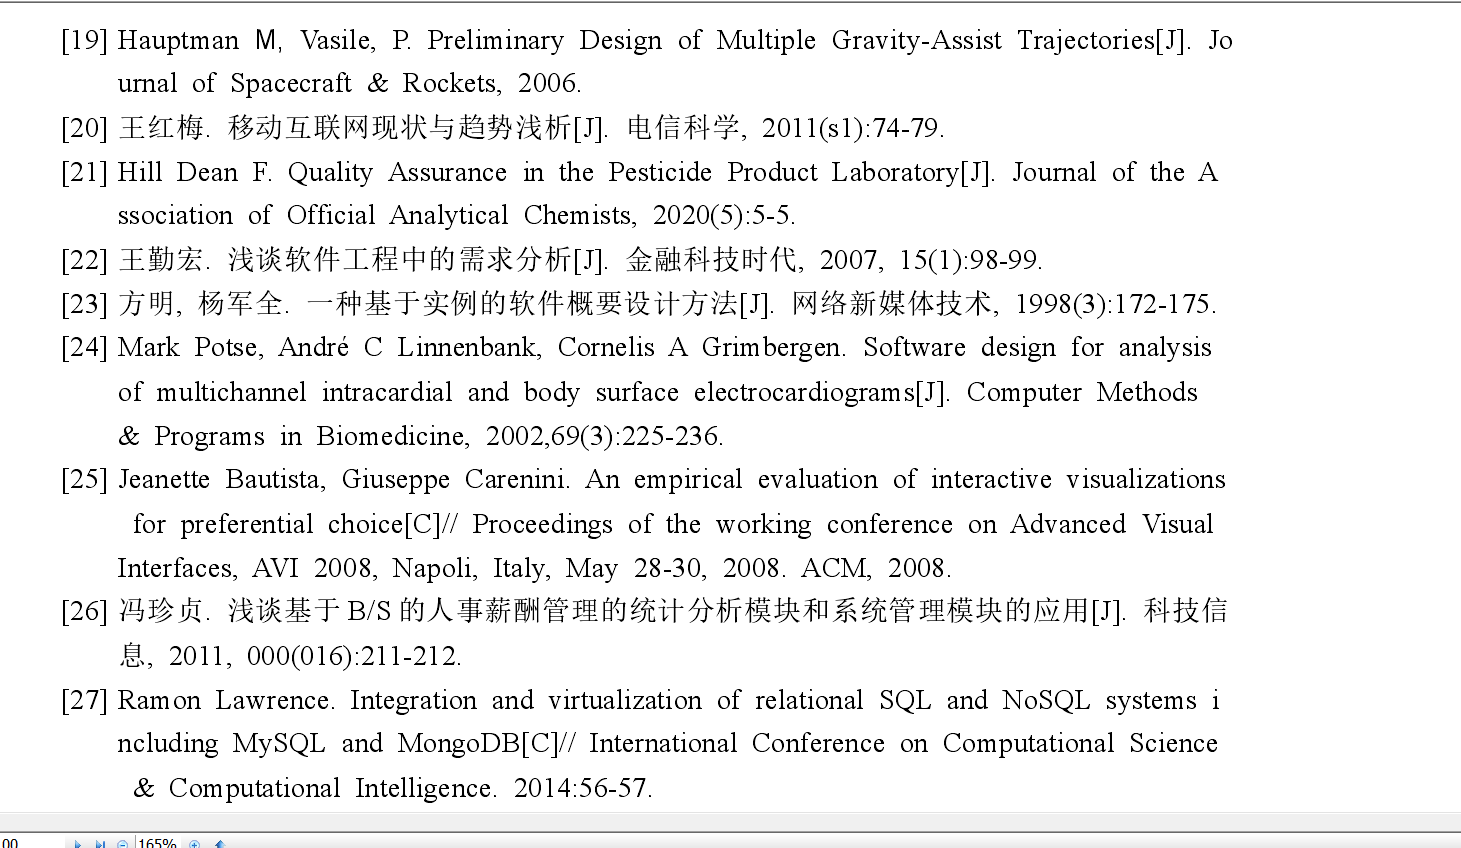 [19] Hauptman M, Vasile, P. Preliminary Design of Multiple Gravity-Assist Trajectories[J]. Jo
urnal of Spacecraft & Rockets, 2006.
[20] 王红梅. 移动互联网现状与趋势浅析[J]. 电信科学, 2011(s1):74-79.
[21] Hill Dean F. Quality Assurance in the Pesticide Product Laboratory[J]. Journal of the A
ssociation of Official Analytical Chemists, 2020(5):5-5.
[22] 王勤宏. 浅谈软件工程中的需求分析[J]. 金融科技时代, 2007, 15(1):98-99.
[23] 方明, 杨军全. 一种基于实例的软件概要设计方法[J]. 网络新媒体技术, 1998(3):172-175.
[24] Mark Potse, André C Linnenbank, Cornelis A Grimbergen. Software design for analysis
of multichannel intracardial and body surface electrocardiograms[J]. Computer Methods
& Programs in Biomedicine, 2002,69(3):225-236.
[25] Jeanette Bautista, Giuseppe Carenini. An empirical evaluation of interactive visualizations
for preferential choice[C]// Proceedings of the working conference on Advanced Visual
Interfaces, AVI 2008, Napoli, Italy, May 28-30, 2008. ACM, 2008.
[26] 冯珍贞. 浅谈基于 B/S 的人事薪酬管理的统计分析模块和系统管理模块的应用[J]. 科技信
息, 2011, 000(016):211-212.
[27] Ramon Lawrence. Integration and virtualization of relational SQL and NoSQL systems i
ncluding MySQL and MongoDB[C]// International Conference on Computational Science
& Computational Intelligence. 2014:56-57.
00 165%